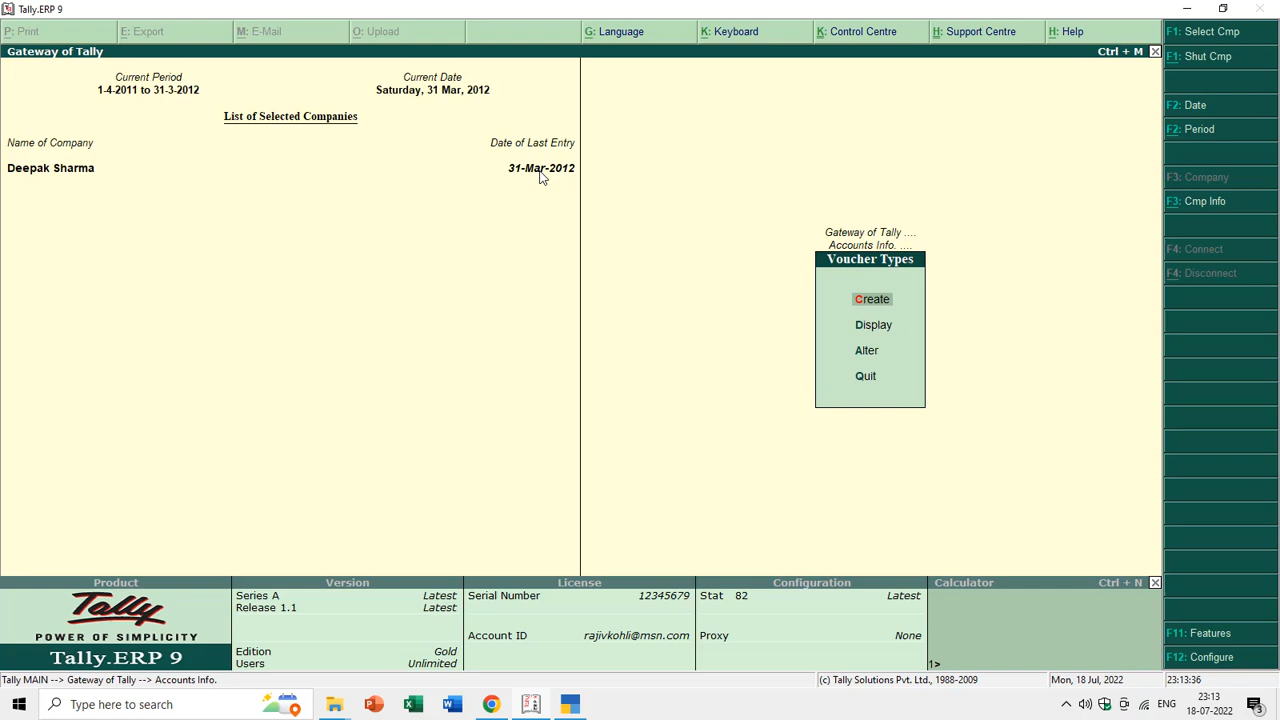 Tally.ERP 9
P: Print
E: Export
M: E-Mail
O: Upload
G: Language
K: Keyboard
K: Control Centre
H: Support Centre
H: Help
F1: Select Cmp
F1: Shut Cmp
F2: Date
F2: Period
F3: Company
F3: Cmp Info
F4: Connect
F4: Disconnect
F11: Features
F12: Configure
Gateway of Tally
Ctrl + M
Current Period
1-4-2011 to 31-3-2012
Current Date
Saturday, 31 Mar, 2012
List of Selected Companies
Name of Company
Date of Last Entry
Deepak Sharma
31-Mar-2012
Gateway of Tally ....
Accounts Info. ....
Voucher Types
Create
Display
Alter
Quit
Product
Tally
POWER OF SIMPLICITY
Tally.ERP 9
Version
Series A Latest
Release 1.1 Latest
Edition Gold
Users Unlimited
License
Serial Number 12345679
Account ID rajivkohli@msn.com
Configuration
Stat 82 Latest
Proxy None
Calculator
Ctrl + N
1>
Tally MAIN --> Gateway of Tally --> Accounts Info.
(c) Tally Solutions Pvt. Ltd., 1988-2009
Mon, 18 Jul, 2022
23:13:36
Type here to search
23:13
18-07-2022
3